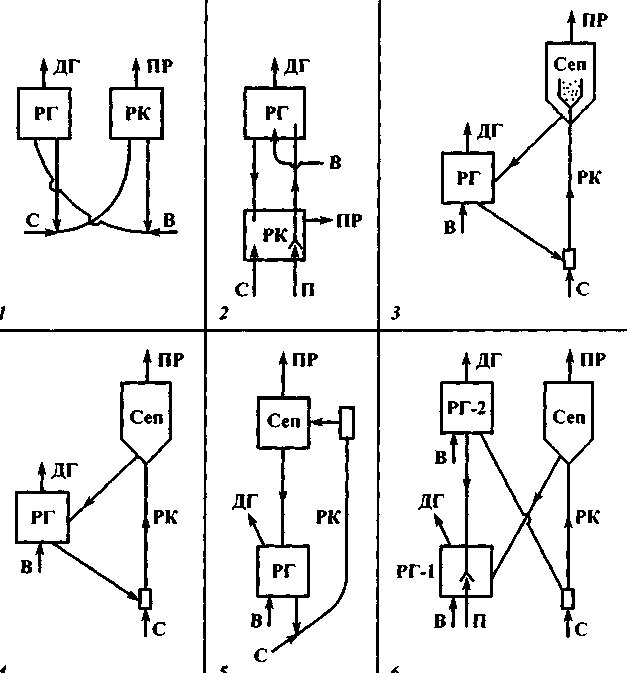 ДГ ПР
РГ РК
С В
1
ДГ
РГ
В
РК ПР
С П
2
ПР
Сеп
ДГ
РГ РК
В
С
3
ПР
Сеп
ДГ
РГ
РК
В
С
ПР
Сеп
ДГ
РК
РГ
В
С
5
ДГ ПР
РГ-2 Сеп
В
ДГ
РГ-1 РК
В П
С
6